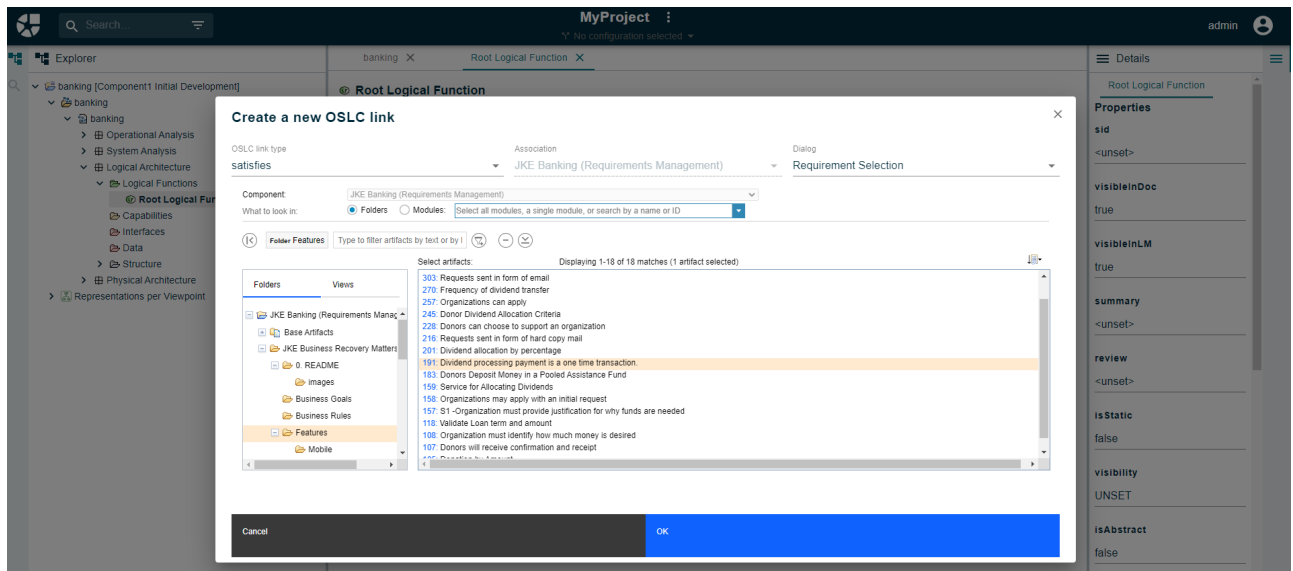 MyProject
Search...
No configuration selected
admin
Explorer
banking
Root Logical Function
Details
banking [Component1 Initial Development]
banking
banking
Operational Analysis
System Analysis
Logical Architecture
Logical Functions
Root Logical Fur
Capabilities
Interfaces
Data
Structure
Physical Architecture
Representations per Viewpoint
Root Logical Function
Create a new OSLC link
OSLC link type
Association
Dialog
satisfies
JKE Banking (Requirements Management)
Requirement Selection
Component:
JKE Banking (Requirements Management)
What to look in:
Folders
Modules:
Select all modules, a single module, or search by a name or ID
Folder Features
Type to filter artifacts by text or by I
Select artifacts:
Displaying 1-18 of 18 matches (1 artifact selected)
Folders
Views
JKE Banking (Requirements Manag
Base Artifacts
JKE Business Recovery Matters
0. README
images
Business Goals
Business Rules
Features
Mobile
303: Requests sent in form of email
270: Frequency of dividend transfer
257: Organizations can apply
245: Donor Dividend Allocation Criteria
228: Donors can choose to support an organization
216: Requests sent in form of hard copy mail
201: Dividend allocation by percentage
191: Dividend processing payment is a one time transaction.
183: Donors Deposit Money in a Pooled Assistance Fund
159: Service for Allocating Dividends
158: Organizations may apply with an initial request
157: S1 -Organization must provide justification for why funds are needed
118: Validate Loan term and amount
108: Organization must identify how much money is desired
107: Donors will receive confirmation and receipt
Cancel
OK
Root Logical Function
Properties
sid
<unset>
visibleInDoc
true
visibleInLM
true
summary
<unset>
review
<unset>
isStatic
false
visibility
UNSET
isAbstract
false